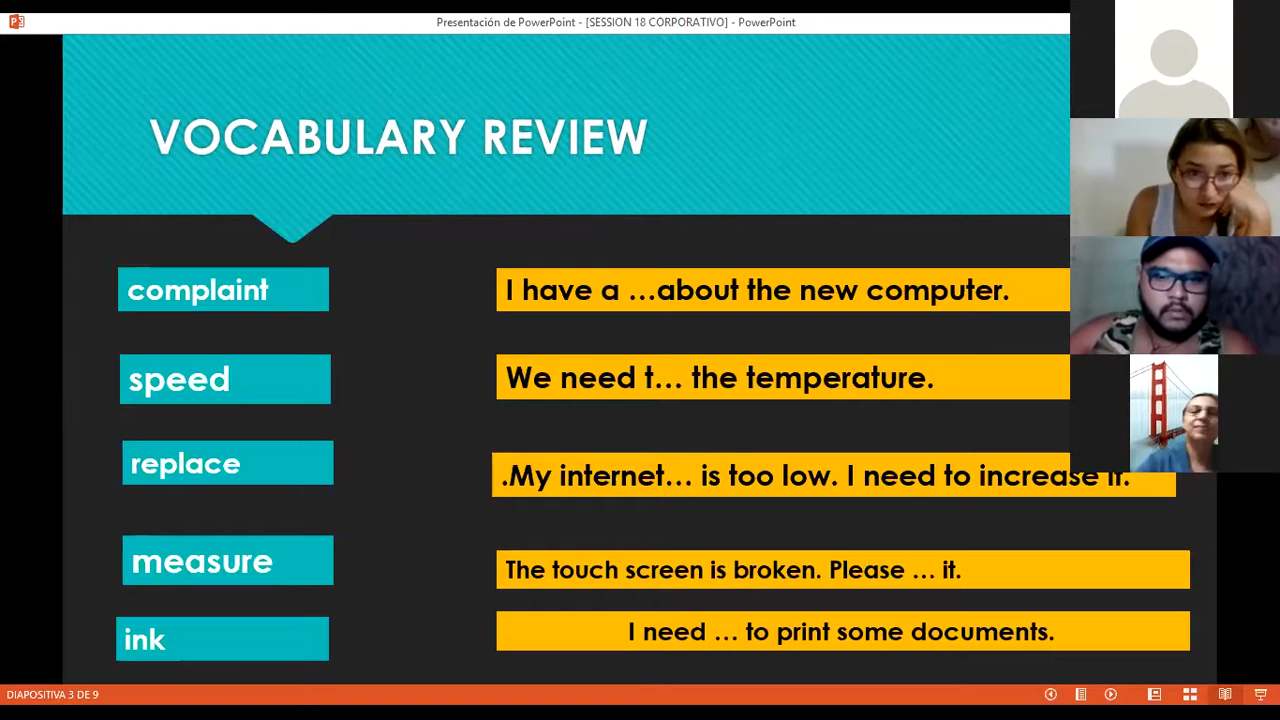 Presentación de PowerPoint - [SESSION 18 CORPORATIVO] - PowerPoint
VOCABULARY REVIEW
complaint
I have a ...about the new computer.
speed
We need t... the temperature.
replace
.My internet... is too low. I need to increase it.
measure
The touch screen is broken. Please ... it.
ink
I need ... to print some documents.
DIAPOSITIVA 3 DE 9